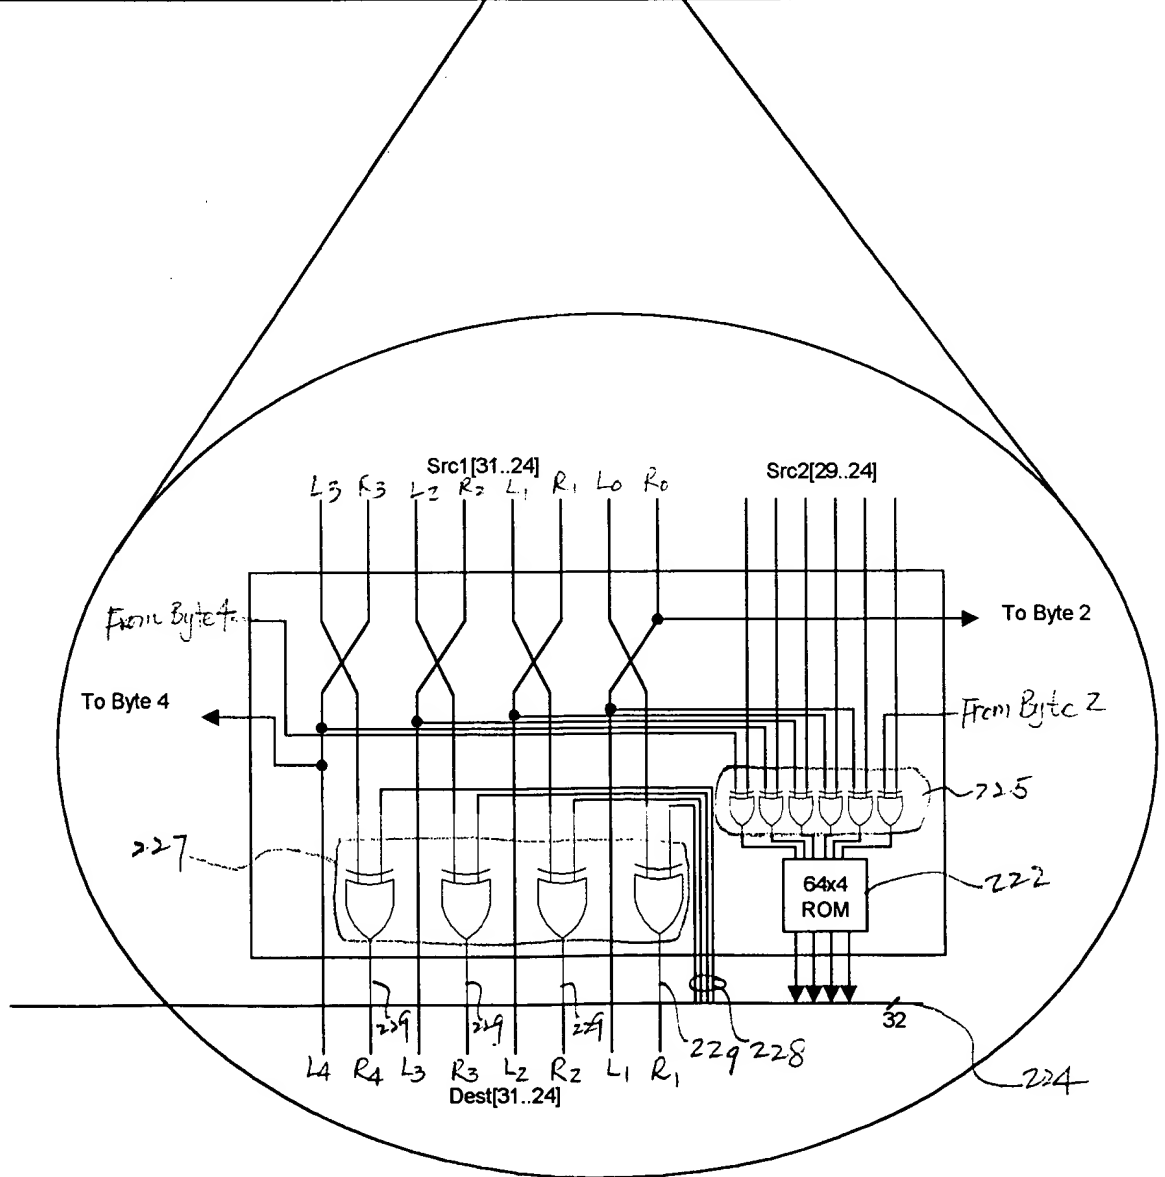 Src1[31..24]
Src2[29..24]
L3 R3 L2 R2 L1 R1 L0 R0
From Byte 4
To Byte 2
To Byte 4
From Byte 2
225
227
64x4
ROM
222
229 229 229 229 228
32
L4 R4 L3 R3 L2 R2 L1 R1
224
Dest[31..24]